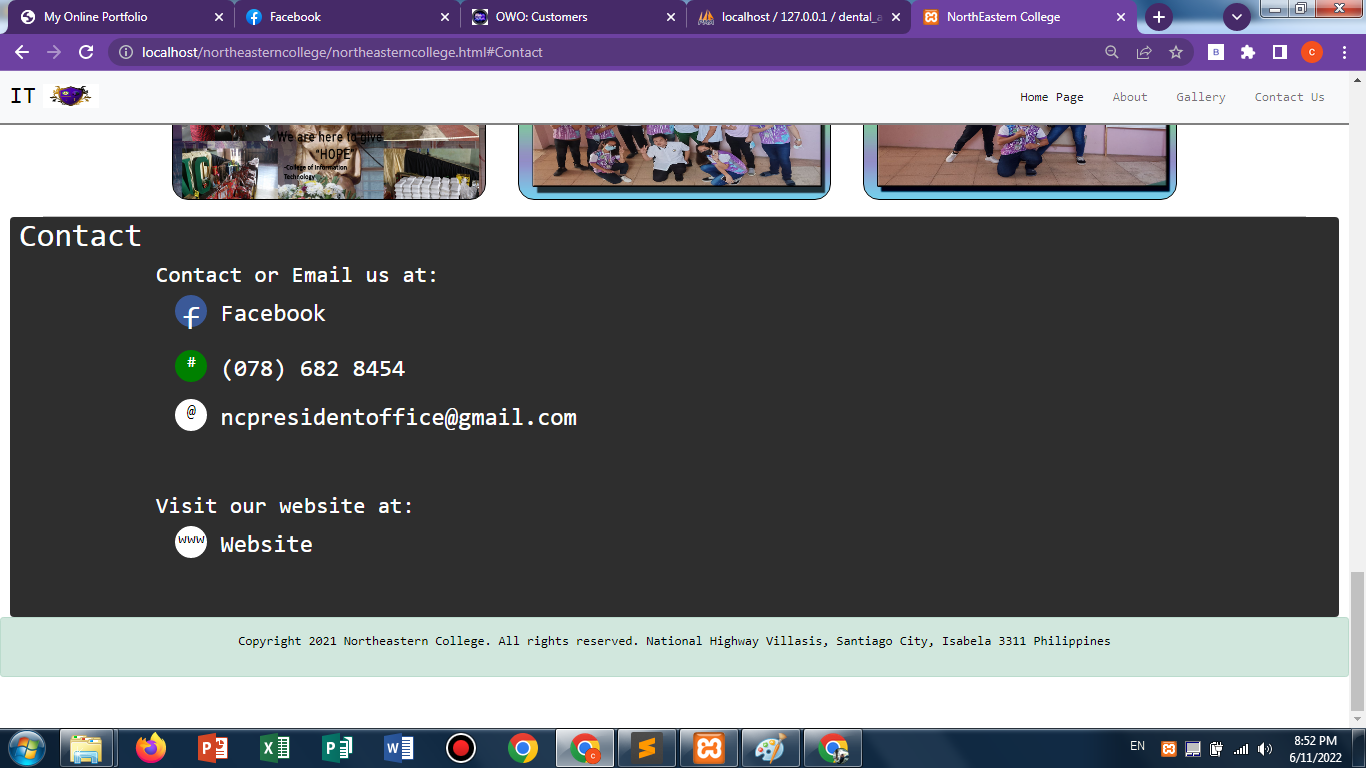 My Online Portfolio
Facebook
OWO: Customers
localhost / 127.0.0.1 / dental_a
NorthEastern College
localhost/northeasterncollege/northeasterncollege.html#Contact
B
C
IT
Home Page
About
Gallery
Contact Us
We are here to give
"HOPE"
-College of Information
Technology
Contact
Contact or Email us at:
f Facebook
# (078) 682 8454
@ ncpresidentoffice@gmail.com
Visit our website at:
WWW Website
Copyright 2021 Northeastern College. All rights reserved. National Highway Villasis, Santiago City, Isabela 3311 Philippines
EN
8:52 PM
6/11/2022